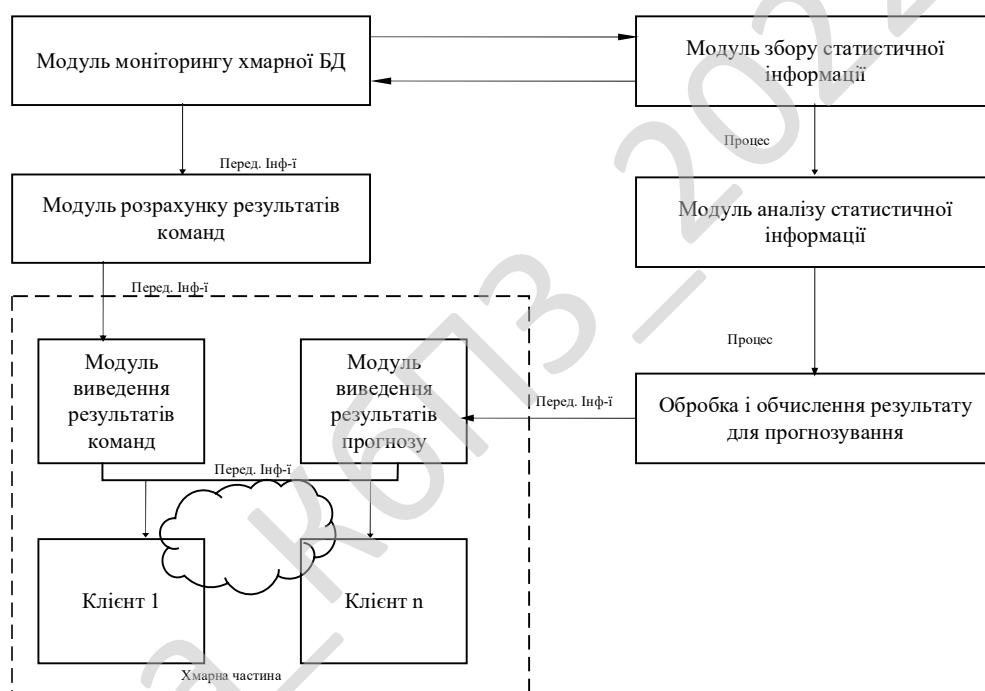 Модуль моніторингу хмарної БД
Модуль збору статистичної
інформації
Перед. Інф-ї
Процес
Модуль розрахунку результатів
команд
Модуль аналізу статистичної
інформації
Перед. Інф-ї
Процес
Модуль
виведення
результатів
команд
Модуль
виведення
результатів
прогнозу
Перед. Інф-ї
Обробка і обчислення результату
для прогнозування
Перед. Інф-ї
Клієнт 1
Клієнт n
Хмарна частина